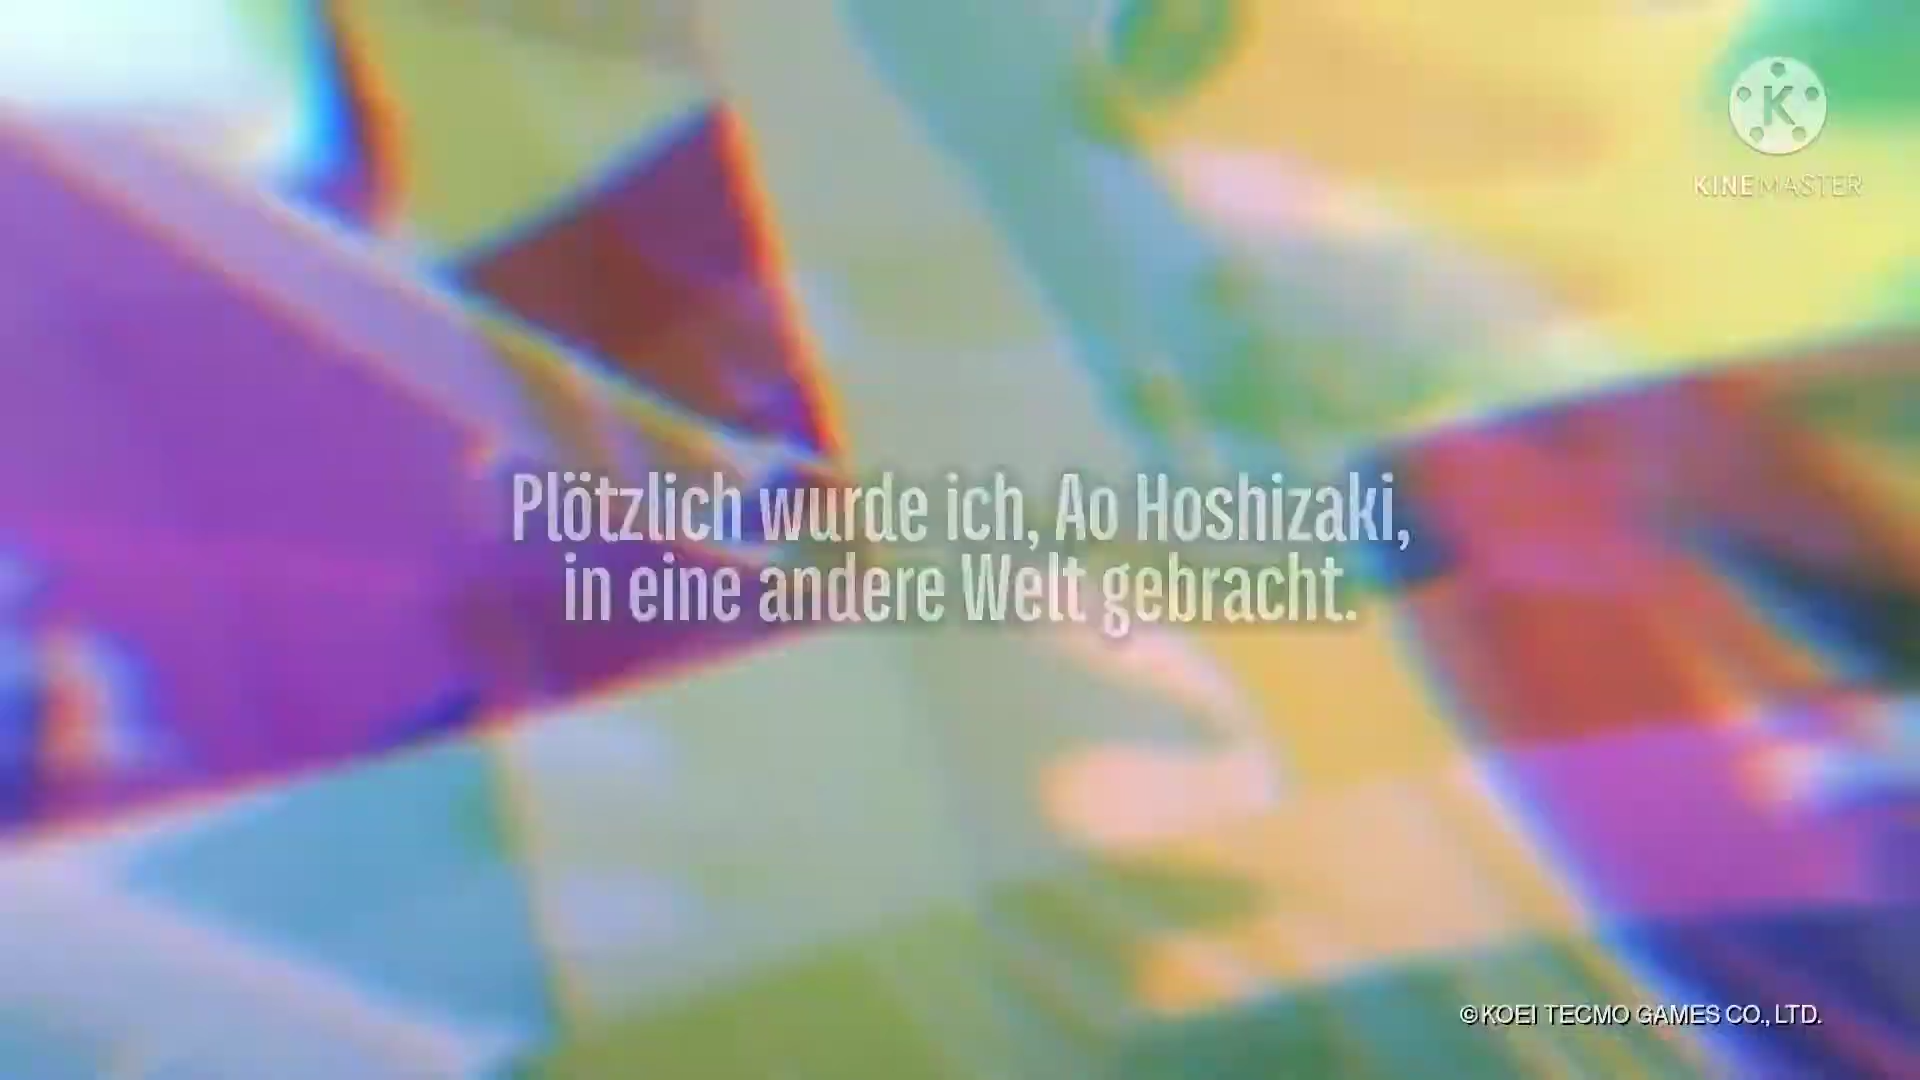 KINEMASTER
Plötzlich wurde ich, Ao Hoshizaki,
in eine andere Welt gebracht.
©KOEI TECMO GAMES CO., LTD.